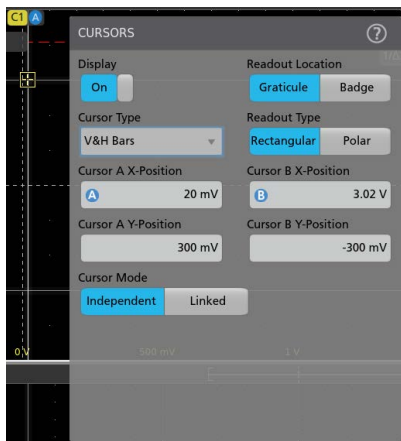 C1 A
CURSORS ?
Display Readout Location
On Graticule Badge
Cursor Type Readout Type
V&H Bars Rectangular Polar
Cursor A X-Position Cursor B X-Position
A 20 mV B 3.02 V
Cursor A Y-Position Cursor B Y-Position
300 mV -300 mV
Cursor Mode
Independent Linked
0 V 500 mV 1 V